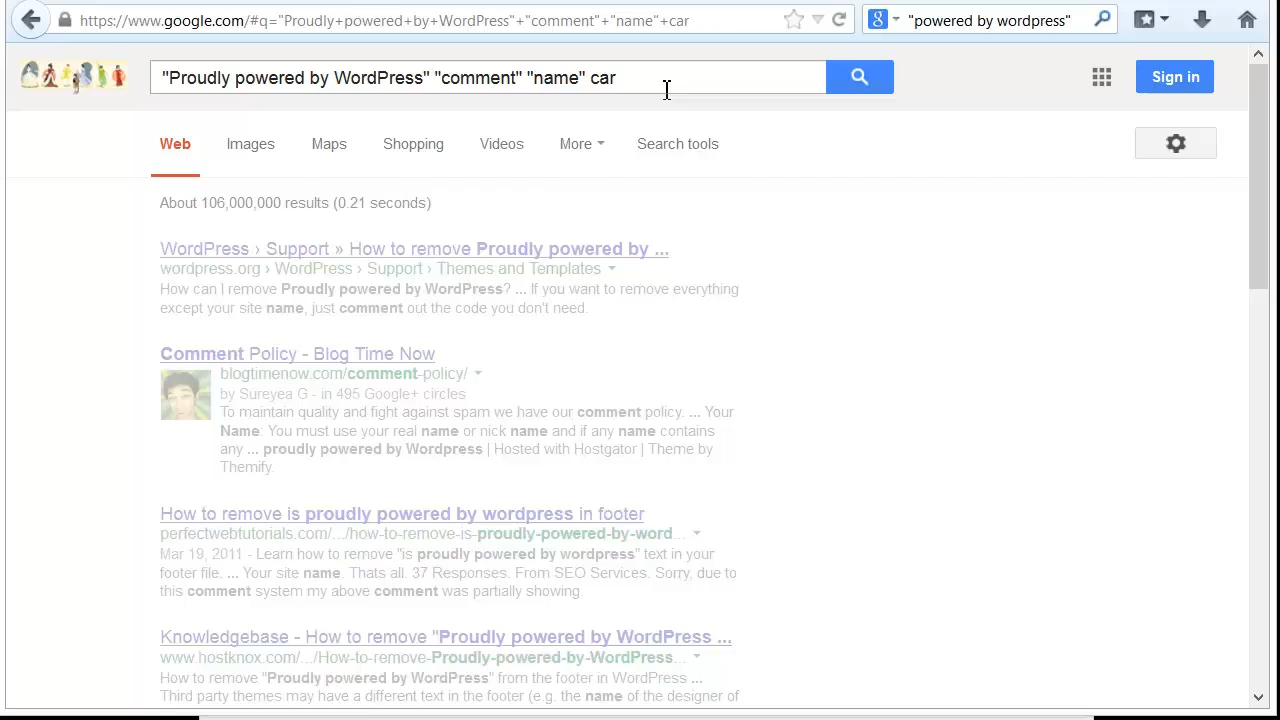 https://www.google.com/#q="Proudly+powered+by+WordPress"+"comment"+"name"+car
"powered by wordpress"
"Proudly powered by WordPress" "comment" "name" car
Sign in
Web Images Maps Shopping Videos More Search tools
About 106,000,000 results (0.21 seconds)
WordPress › Support » How to remove Proudly powered by ...
wordpress.org › WordPress › Support › Themes and Templates
How can I remove Proudly powered by WordPress? ... If you want to remove everything
except your site name, just comment out the code you don't need.
Comment Policy - Blog Time Now
blogtimenow.com/comment-policy/
by Sureyea G - in 495 Google+ circles
To maintain quality and fight against spam we have our comment policy. ... Your
Name: You must use your real name or nick name and if any name contains
any ... proudly powered by Wordpress | Hosted with Hostgator | Theme by
Themify.
How to remove is proudly powered by wordpress in footer
perfectwebtutorials.com/.../how-to-remove-is-proudly-powered-by-word...
Mar 19, 2011 - Learn how to remove "is proudly powered by wordpress" text in your
footer file. ... Your site name. Thats all. 37 Responses. From SEO Services. Sorry, due to
this comment system my above comment was partially showing.
Knowledgebase - How to remove "Proudly powered by WordPress ...
www.hostknox.com/.../How-to-remove-Proudly-powered-by-WordPress...
How to remove "Proudly powered by WordPress" from the footer in WordPress ...
Third party themes may have a different text in the footer (e.g. the name of the designer of